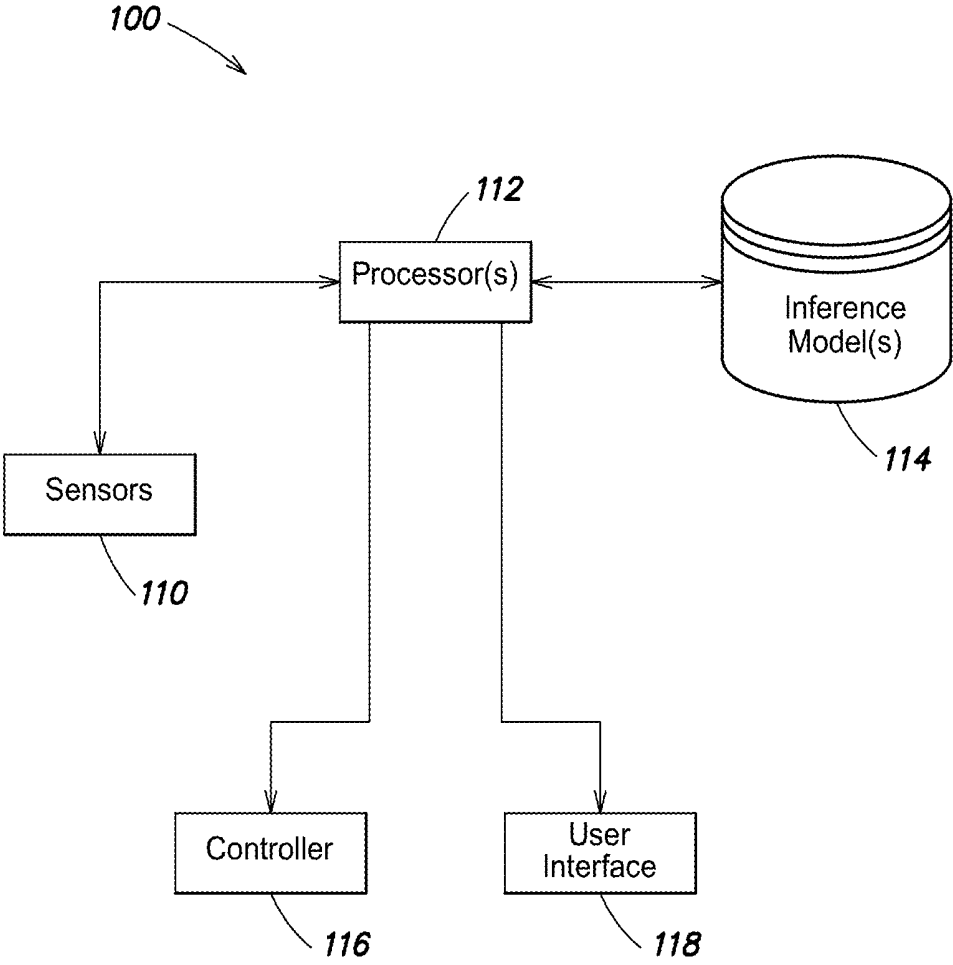 100
112
Processor(s)
Inference
Model(s)
114
Sensors
110
Controller
116
User
Interface
118